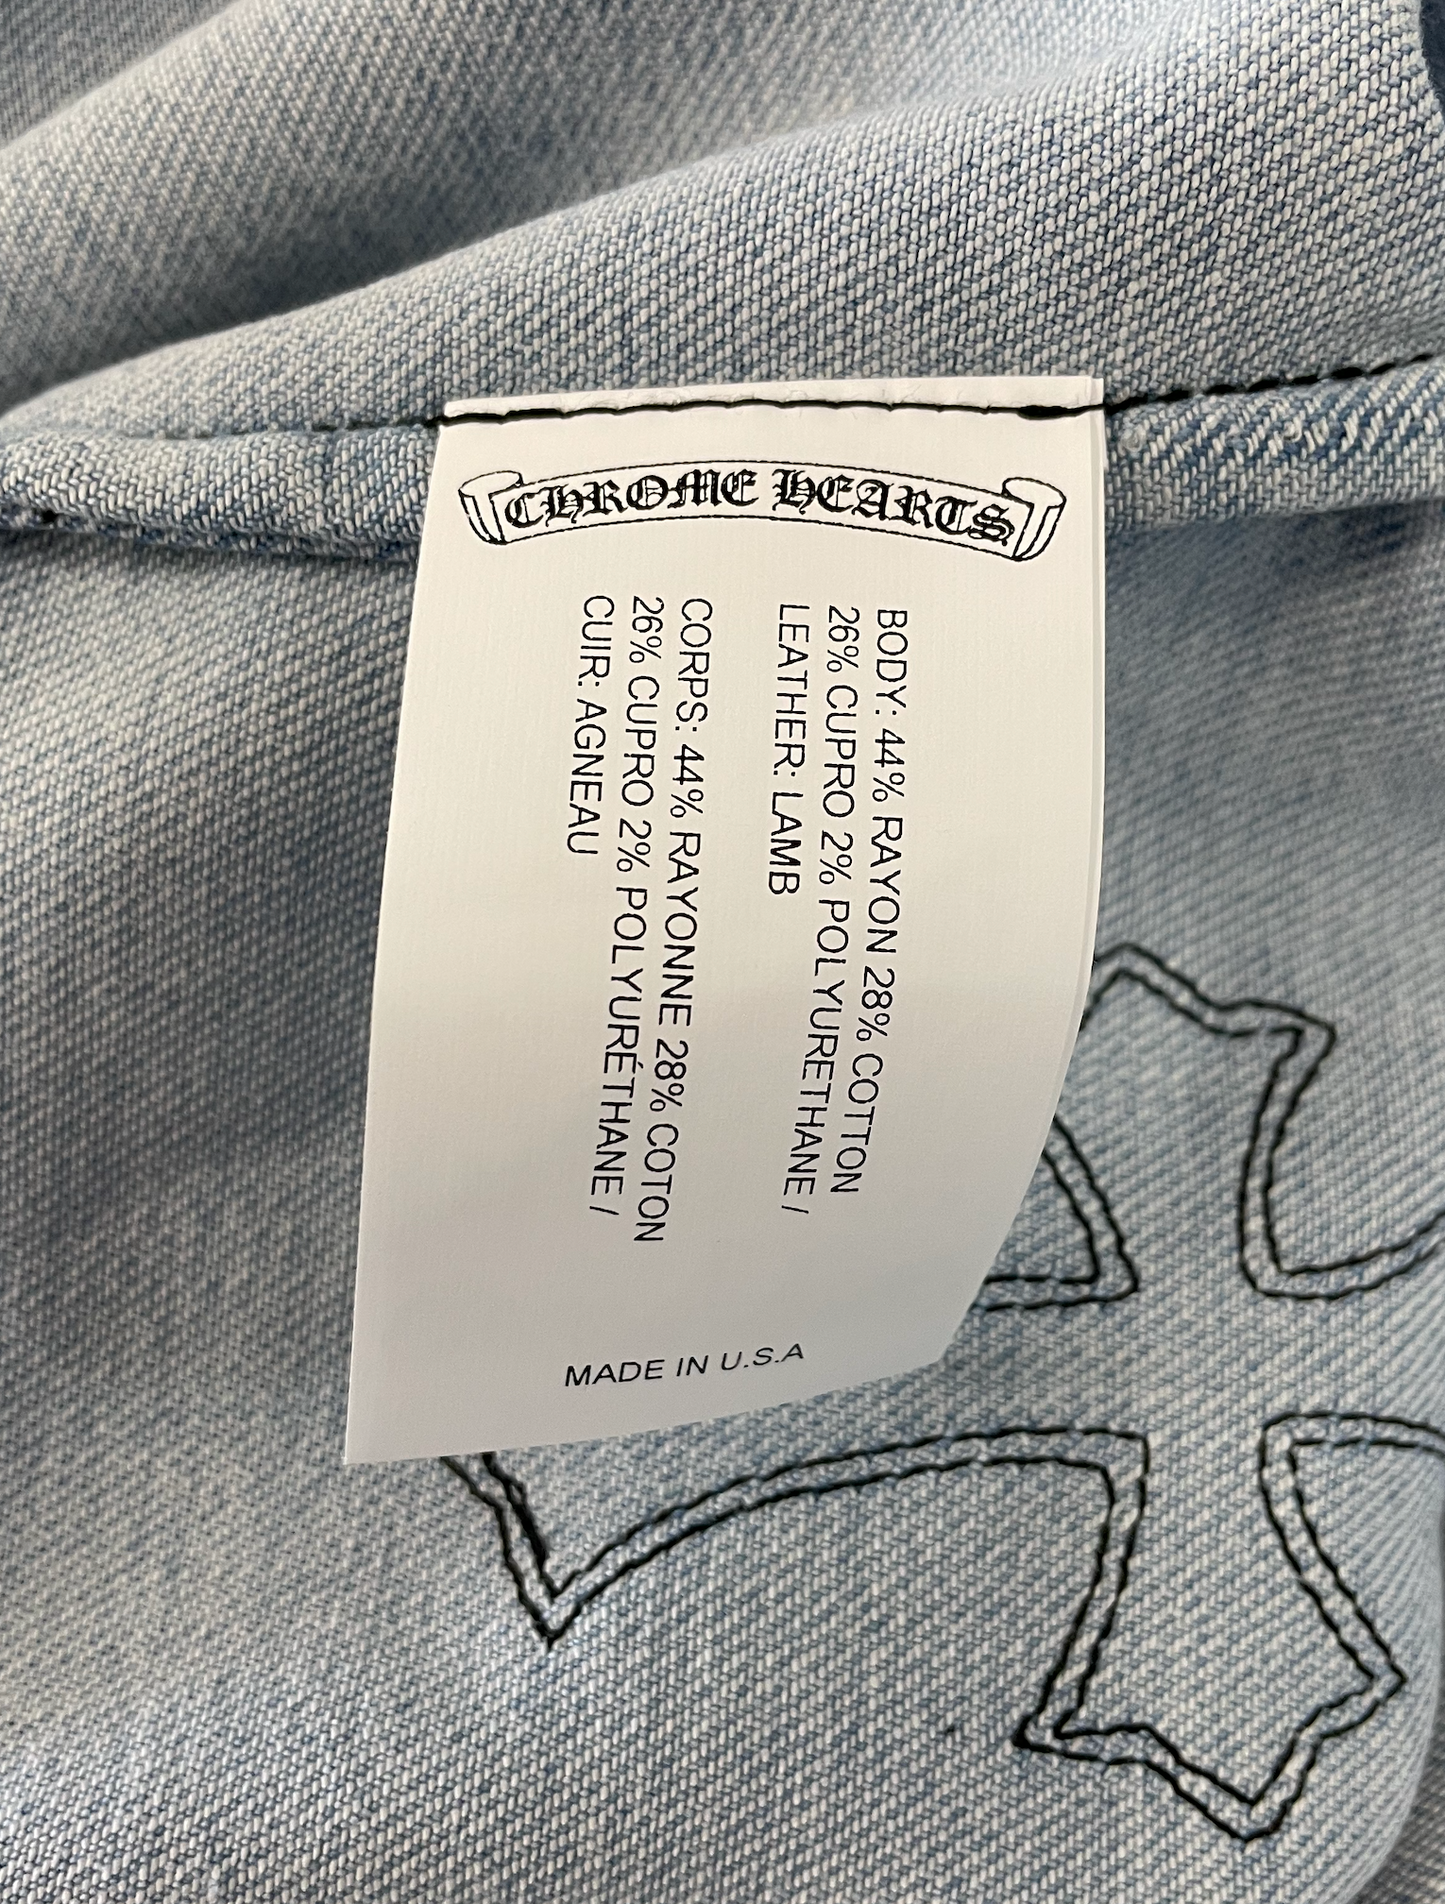 CHROME HEARTS
BODY: 44% RAYON 28% COTTON
26% CUPRO 2% POLYURETHANE /
LEATHER: LAMB
CORPS: 44% RAYONNE 28% COTON
26% CUPRO 2% POLYURÉTHANE /
CUIR: AGNEAU
MADE IN U.S.A